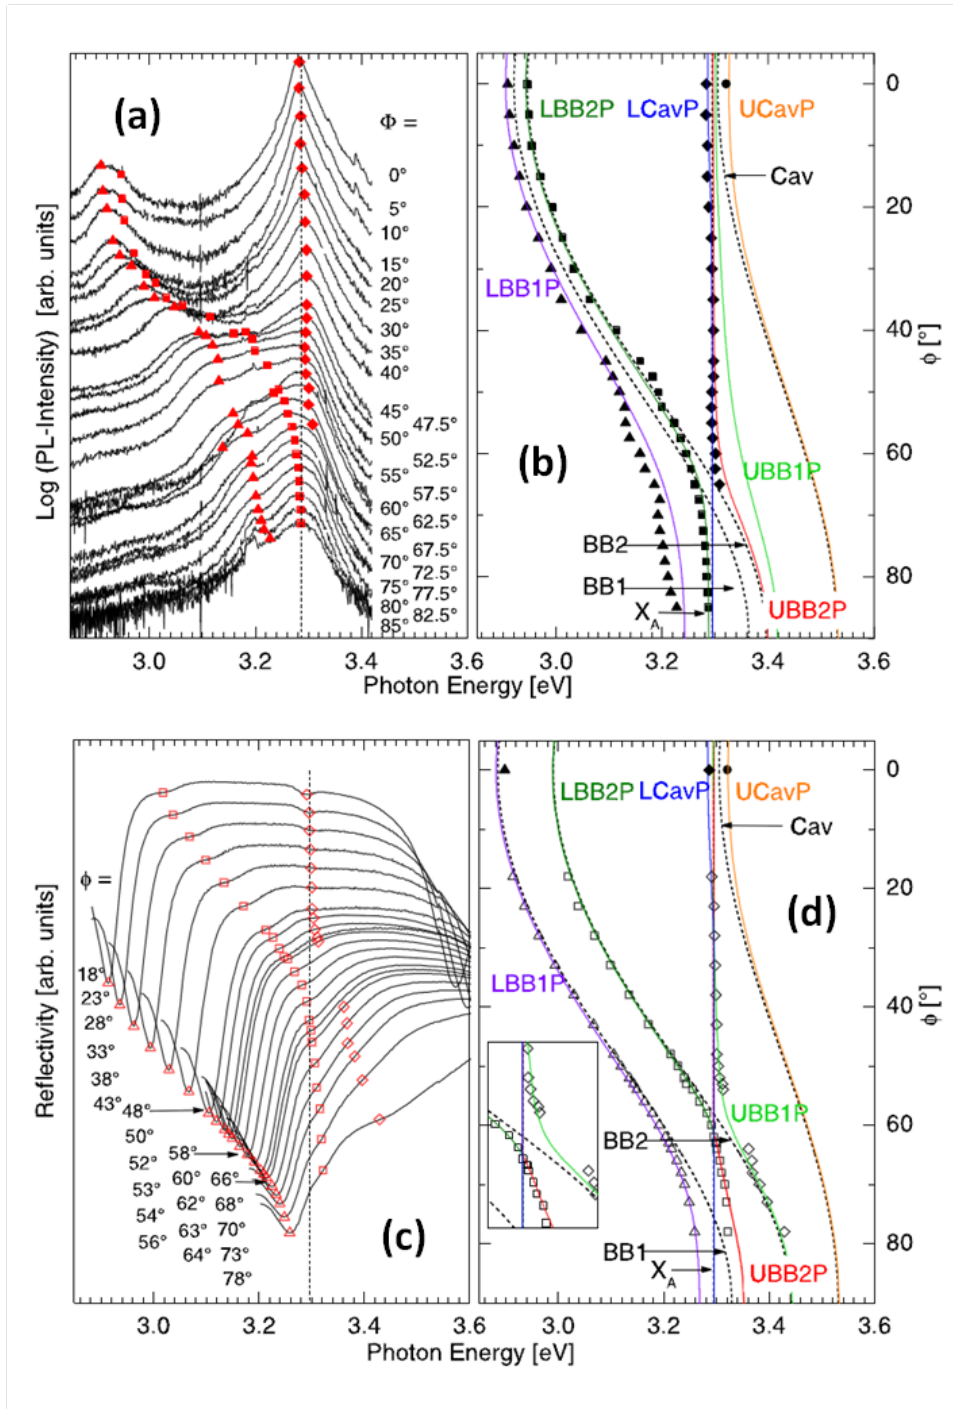 (a)
Φ =
0°
5°
10°
15°
20°
25°
30°
35°
40°
45°
47.5°
50°
52.5°
55°
57.5°
60°
62.5°
65°
67.5°
70°
72.5°
75°
77.5°
80°
82.5°
85°
Log (PL-Intensity) [arb. units]
3.0 3.2 3.4 3.6
Photon Energy [eV]
(b)
LBB2P LCavP UCavP
Cav
LBB1P
UBB1P
BB2
BB1
X_A
UBB2P
0
20
40
60
80
ϕ [°]
3.0 3.2 3.4 3.6
Photon Energy [eV]
(c)
ϕ =
18°
23°
28°
33°
38°
43° 48°
50°
52° 58°
53° 60° 66°
54° 62° 68°
56° 63° 70°
64° 73°
78°
Reflectivity [arb. units]
3.0 3.2 3.4 3.6
Photon Energy [eV]
(d)
LBB2P LCavP UCavP
Cav
LBB1P
UBB1P
BB2
BB1
X_A
UBB2P
0
20
40
60
80
ϕ [°]
3.0 3.2 3.4 3.6
Photon Energy [eV]